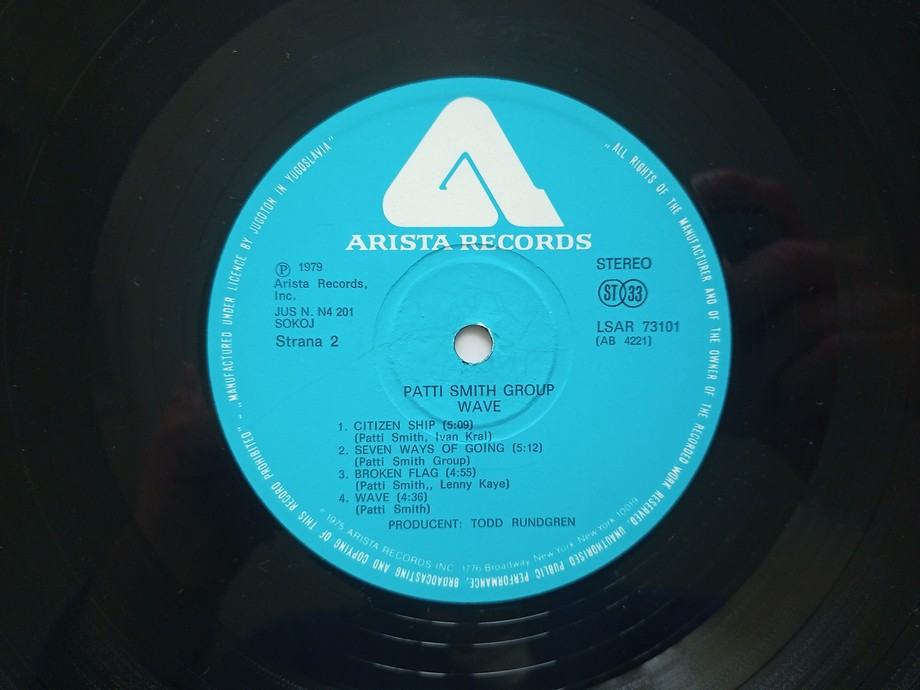 ARISTA RECORDS
Ⓟ 1979
Arista Records,
Inc.
JUS N. N4 201
SOKOJ
Strana 2
STEREO
ST 33
LSAR 73101
(AB 4221)
PATTI SMITH GROUP
WAVE
1. CITIZEN SHIP (5:09)
(Patti Smith, Ivan Kral)
2. SEVEN WAYS OF GOING (5:12)
(Patti Smith Group)
3. BROKEN FLAG (4:55)
(Patti Smith,, Lenny Kaye)
4. WAVE (4:36)
(Patti Smith)
PRODUCENT: TODD RUNDGREN
℗ 1975 ARISTA RECORDS INC. 1776 Broadway, New York, New York 10019
„ALL RIGHTS OF THE MANUFACTURER AND OF THE OWNER OF THE RECORDED WORK RESERVED. UNAUTHORISED PUBLIC PERFORMANCE, BROADCASTING AND COPYING OF THIS RECORD PROHIBITED" - „MANUFACTURED UNDER LICENCE BY JUGOTON IN YUGOSLAVIA"